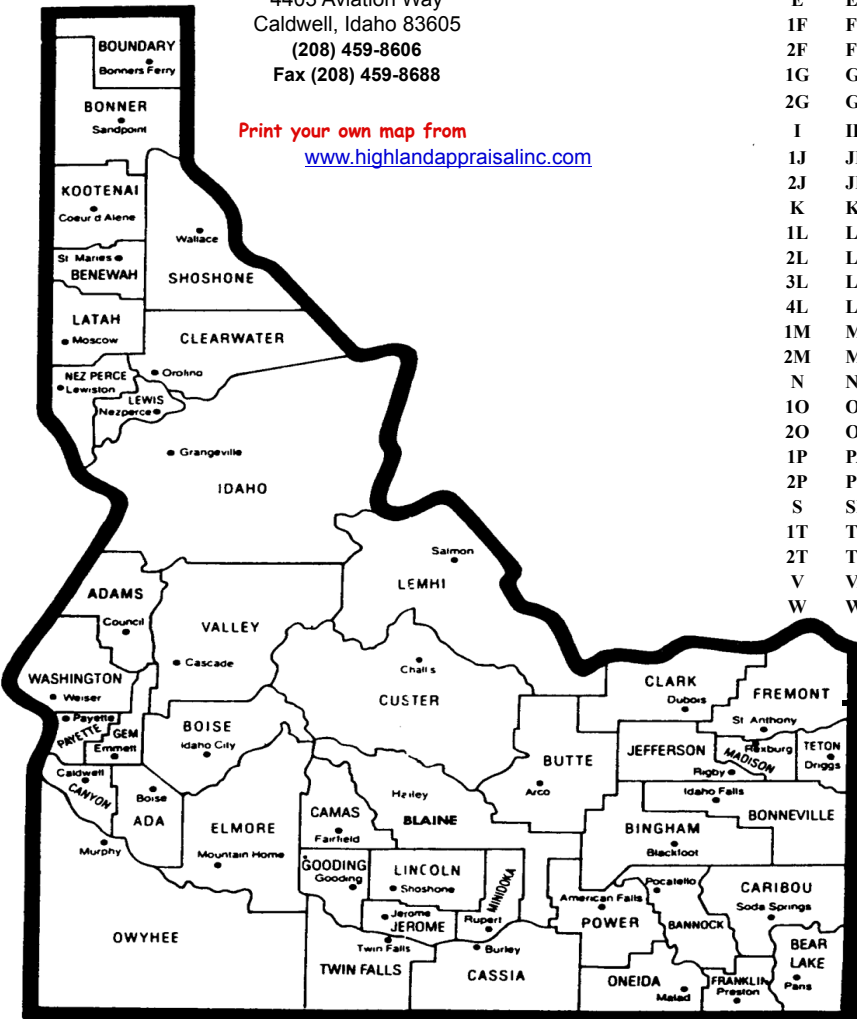 4403 Aviation Way
Caldwell, Idaho 83605
(208) 459-8606
Fax (208) 459-8688
Print your own map from
www.highlandappraisalinc.com
BOUNDARY
Bonners Ferry
BONNER
Sandpoint
KOOTENAI
Coeur d Alene
Wallace
St Maries
BENEWAH
SHOSHONE
LATAH
Moscow
CLEARWATER
NEZ PERCE
Lewiston
Orofino
LEWIS
Nezperce
Grangeville
IDAHO
Salmon
LEMHI
ADAMS
Council
VALLEY
Cascade
WASHINGTON
Weiser
Challis
CUSTER
CLARK
Dubois
FREMONT
St Anthony
Payette
PAYETTE
GEM
Emmett
BOISE
Idaho City
BUTTE
Arco
JEFFERSON
Rigby
MADISON
Rexburg
TETON
Driggs
Caldwell
CANYON
Boise
ADA
Murphy
ELMORE
Mountain Home
CAMAS
Fairfield
Hailey
BLAINE
Idaho Falls
BONNEVILLE
BINGHAM
Blackfoot
GOODING
Gooding
LINCOLN
Shoshone
MINIDOKA
Rupert
Jerome
JEROME
American Falls
POWER
Pocatello
BANNOCK
CARIBOU
Soda Springs
OWYHEE
Twin Falls
TWIN FALLS
Burley
CASSIA
ONEIDA
Malad
FRANKLIN
Preston
BEAR
LAKE
Paris
E E
1F F
2F F
1G G
2G G
I
1J
2J
K K
1L L
2L L
3L L
4L L
1M M
2M M
N N
1O O
2O O
1P
2P P
S
1T T
2T T
V V
W W